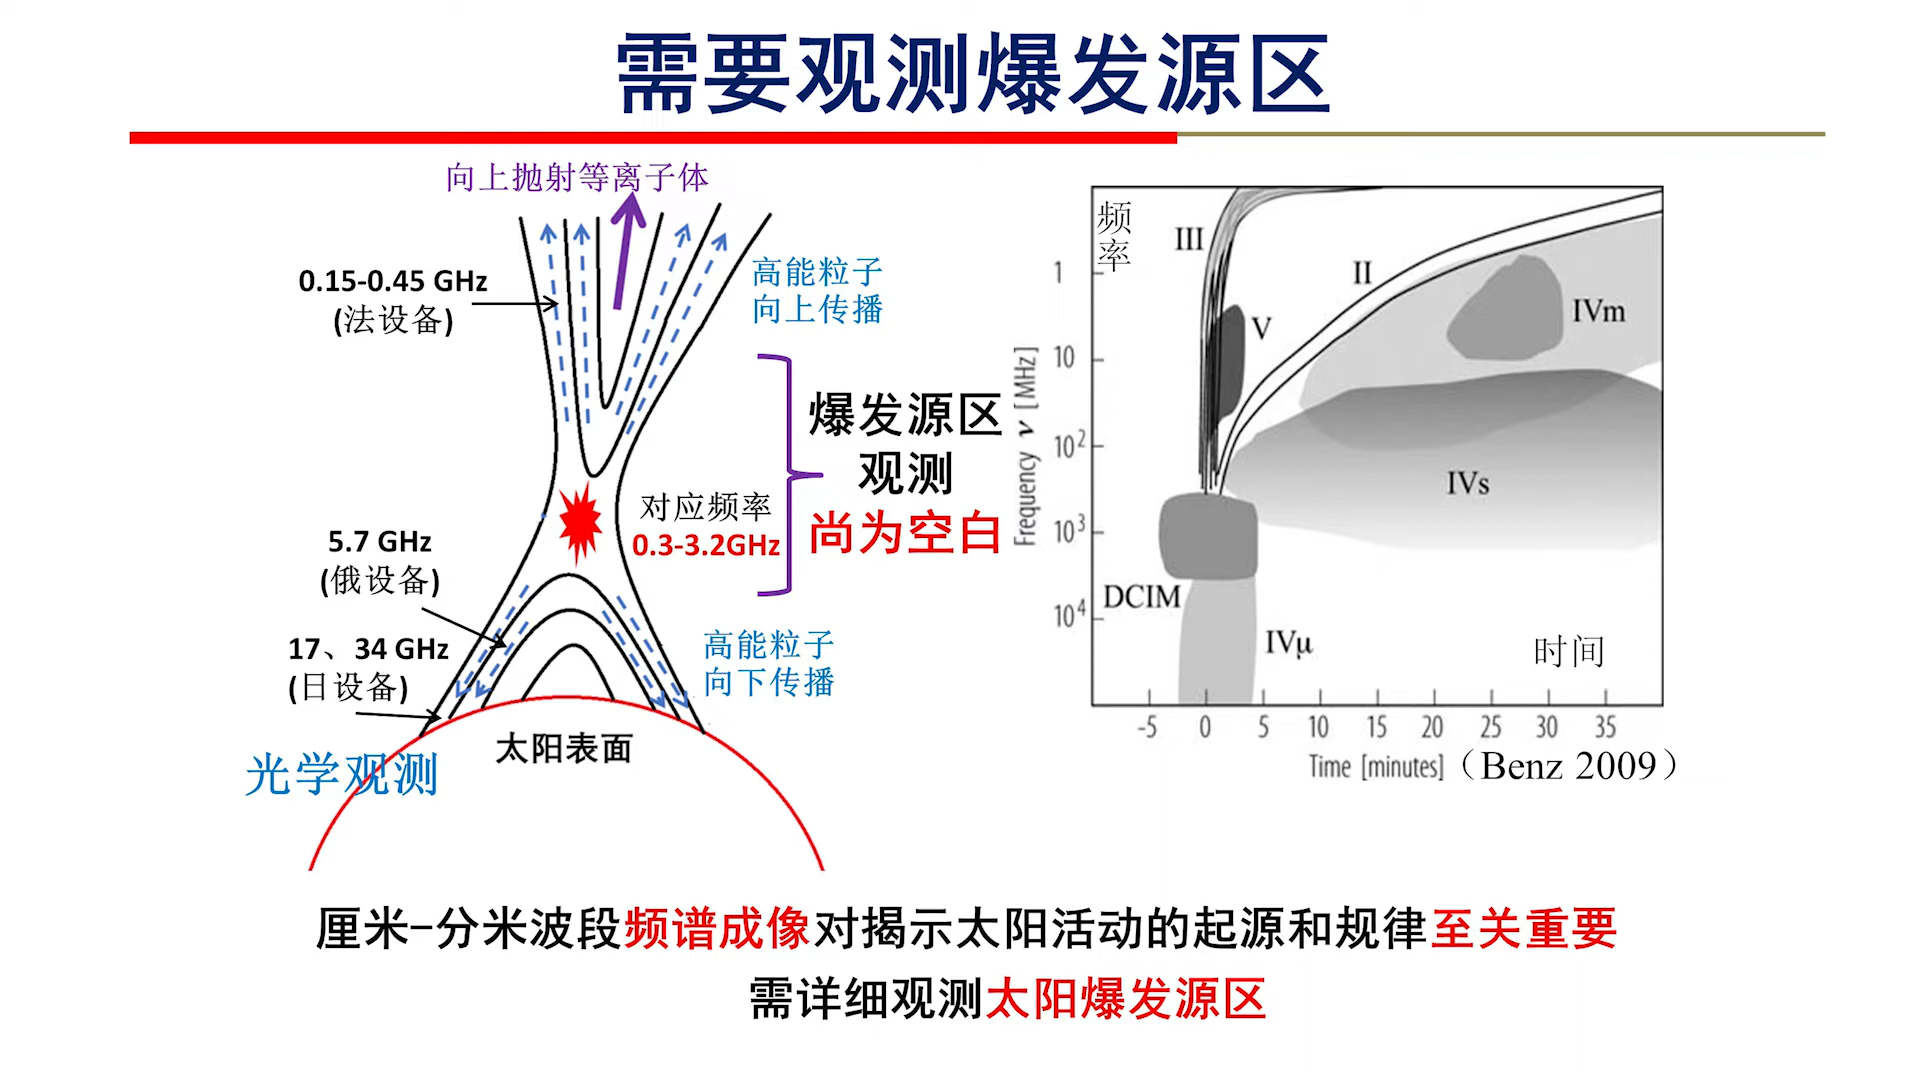 需要观测爆发源区
向上抛射等离子体
0.15-0.45 GHz
(法设备)
高能粒子
向上传播
爆发源区
观测
尚为空白
对应频率
0.3-3.2GHz
5.7 GHz
(俄设备)
17、34 GHz
(日设备)
高能粒子
向下传播
太阳表面
光学观测
频
率
Frequency ν [MHz]
1
10
10²
10³
10⁴
III
II
V
IVm
IVs
DCIM
IVμ
时间
-5 0 5 10 15 20 25 30 35
Time [minutes]（Benz 2009）
厘米-分米波段频谱成像对揭示太阳活动的起源和规律至关重要
需详细观测太阳爆发源区